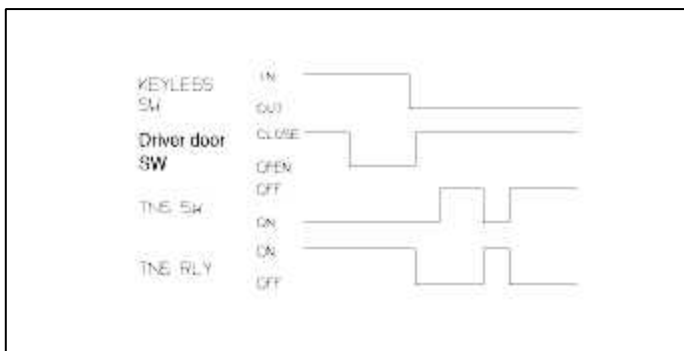 KEYLESS SW
IN
OUT
Driver door SW
CLOSE
OPEN
TNS SW
OFF
ON
TNS RLY
ON
OFF